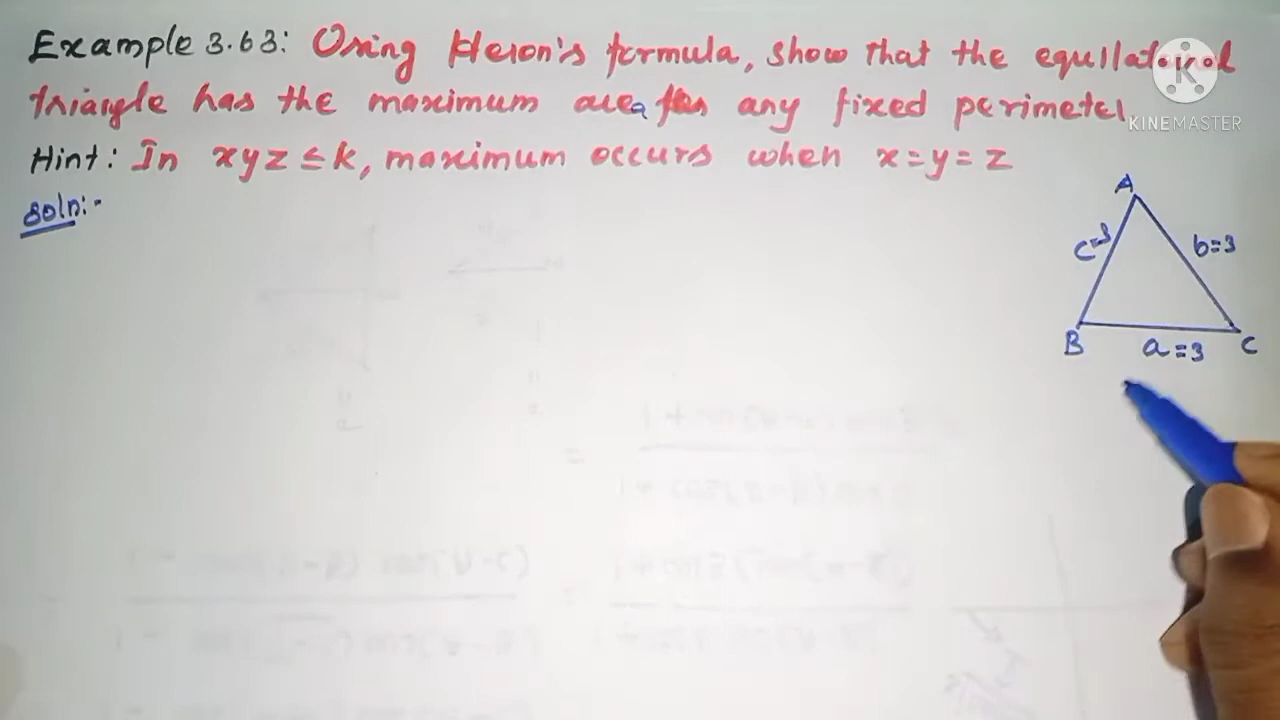 Example 3.63: Using Heron's formula, show that the equilateral
triangle has the maximum area for any fixed perimeter
KINEMASTER
Hint: In xyz ≤ k, maximum occurs when x = y = z
Soln:-
A
c=3
b=3
B
a=3
C